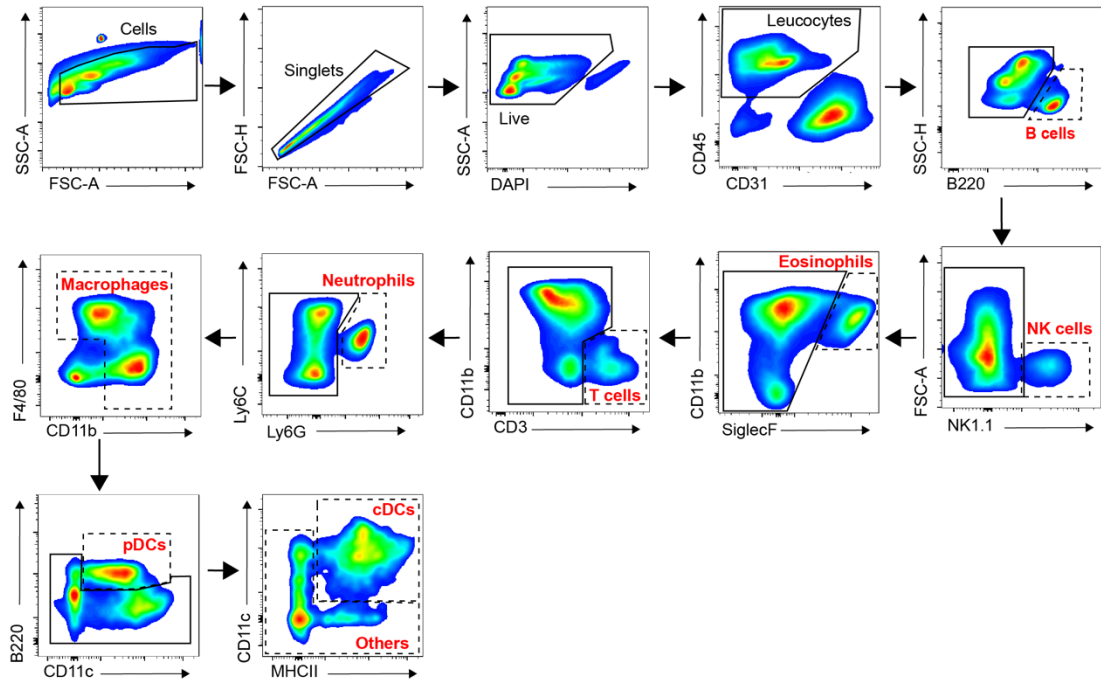 SSC-A
Cells
FSC-A
FSC-H
Singlets
FSC-A
SSC-A
Live
DAPI
CD45
Leucocytes
CD31
SSC-H
B cells
B220
F4/80
Macrophages
CD11b
Ly6C
Neutrophils
Ly6G
CD11b
T cells
CD3
CD11b
Eosinophils
SiglecF
FSC-A
NK cells
NK1.1
B220
pDCs
CD11c
CD11c
cDCs
Others
MHCII